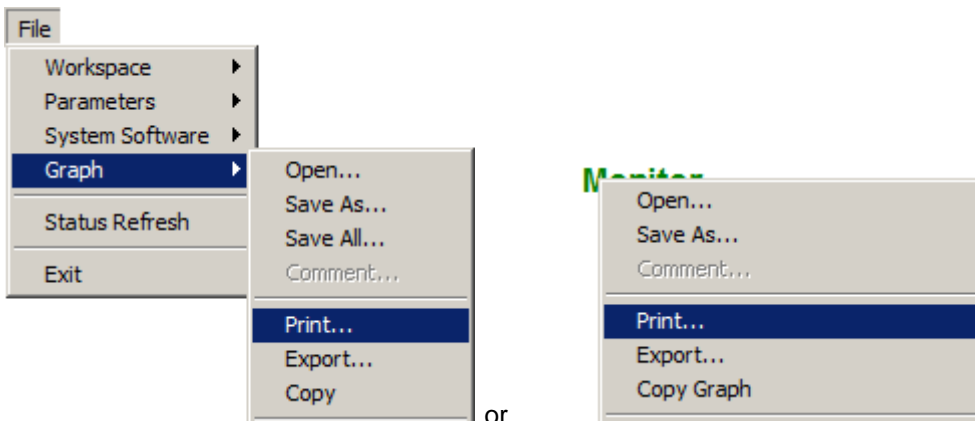 File
Workspace
Parameters
System Software
Graph
Status Refresh
Exit
Open...
Save As...
Save All...
Comment...
Print...
Export...
Copy
or
Monitor
Open...
Save As...
Comment...
Print...
Export...
Copy Graph